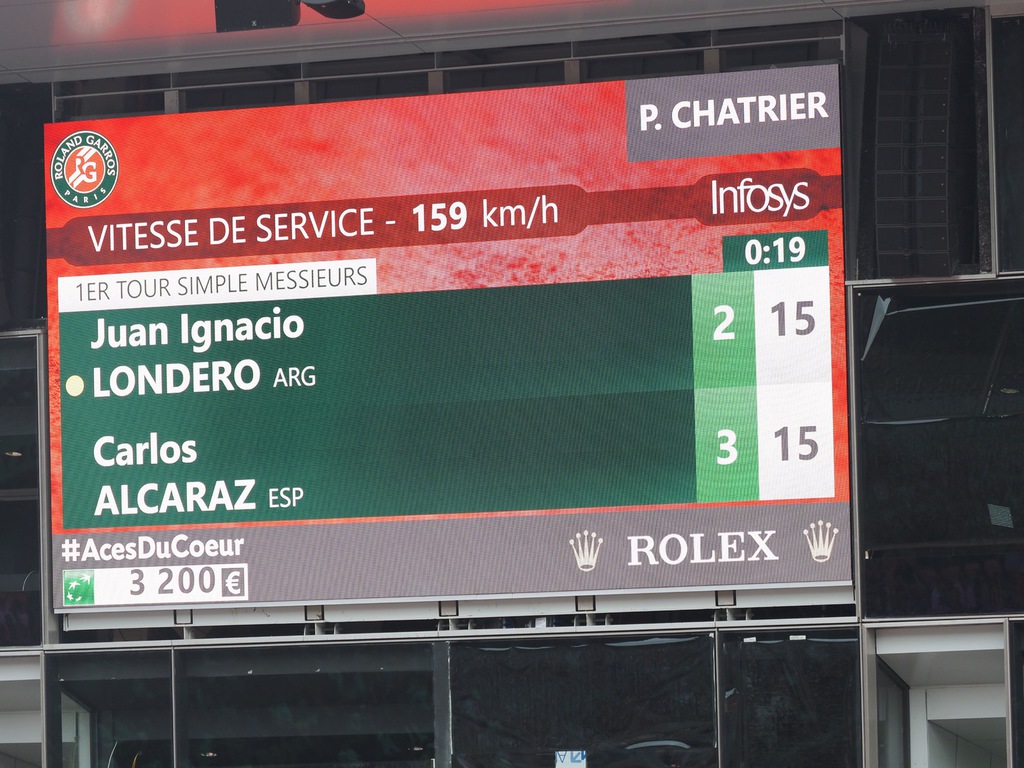 P. CHATRIER
ROLAND GARROS
RG
PARIS
VITESSE DE SERVICE - 159 km/h
Infosys
0:19
1ER TOUR SIMPLE MESSIEURS
Juan Ignacio
LONDERO ARG
2 15
Carlos
ALCARAZ ESP
3 15
#AcesDuCoeur
3 200 €
ROLEX